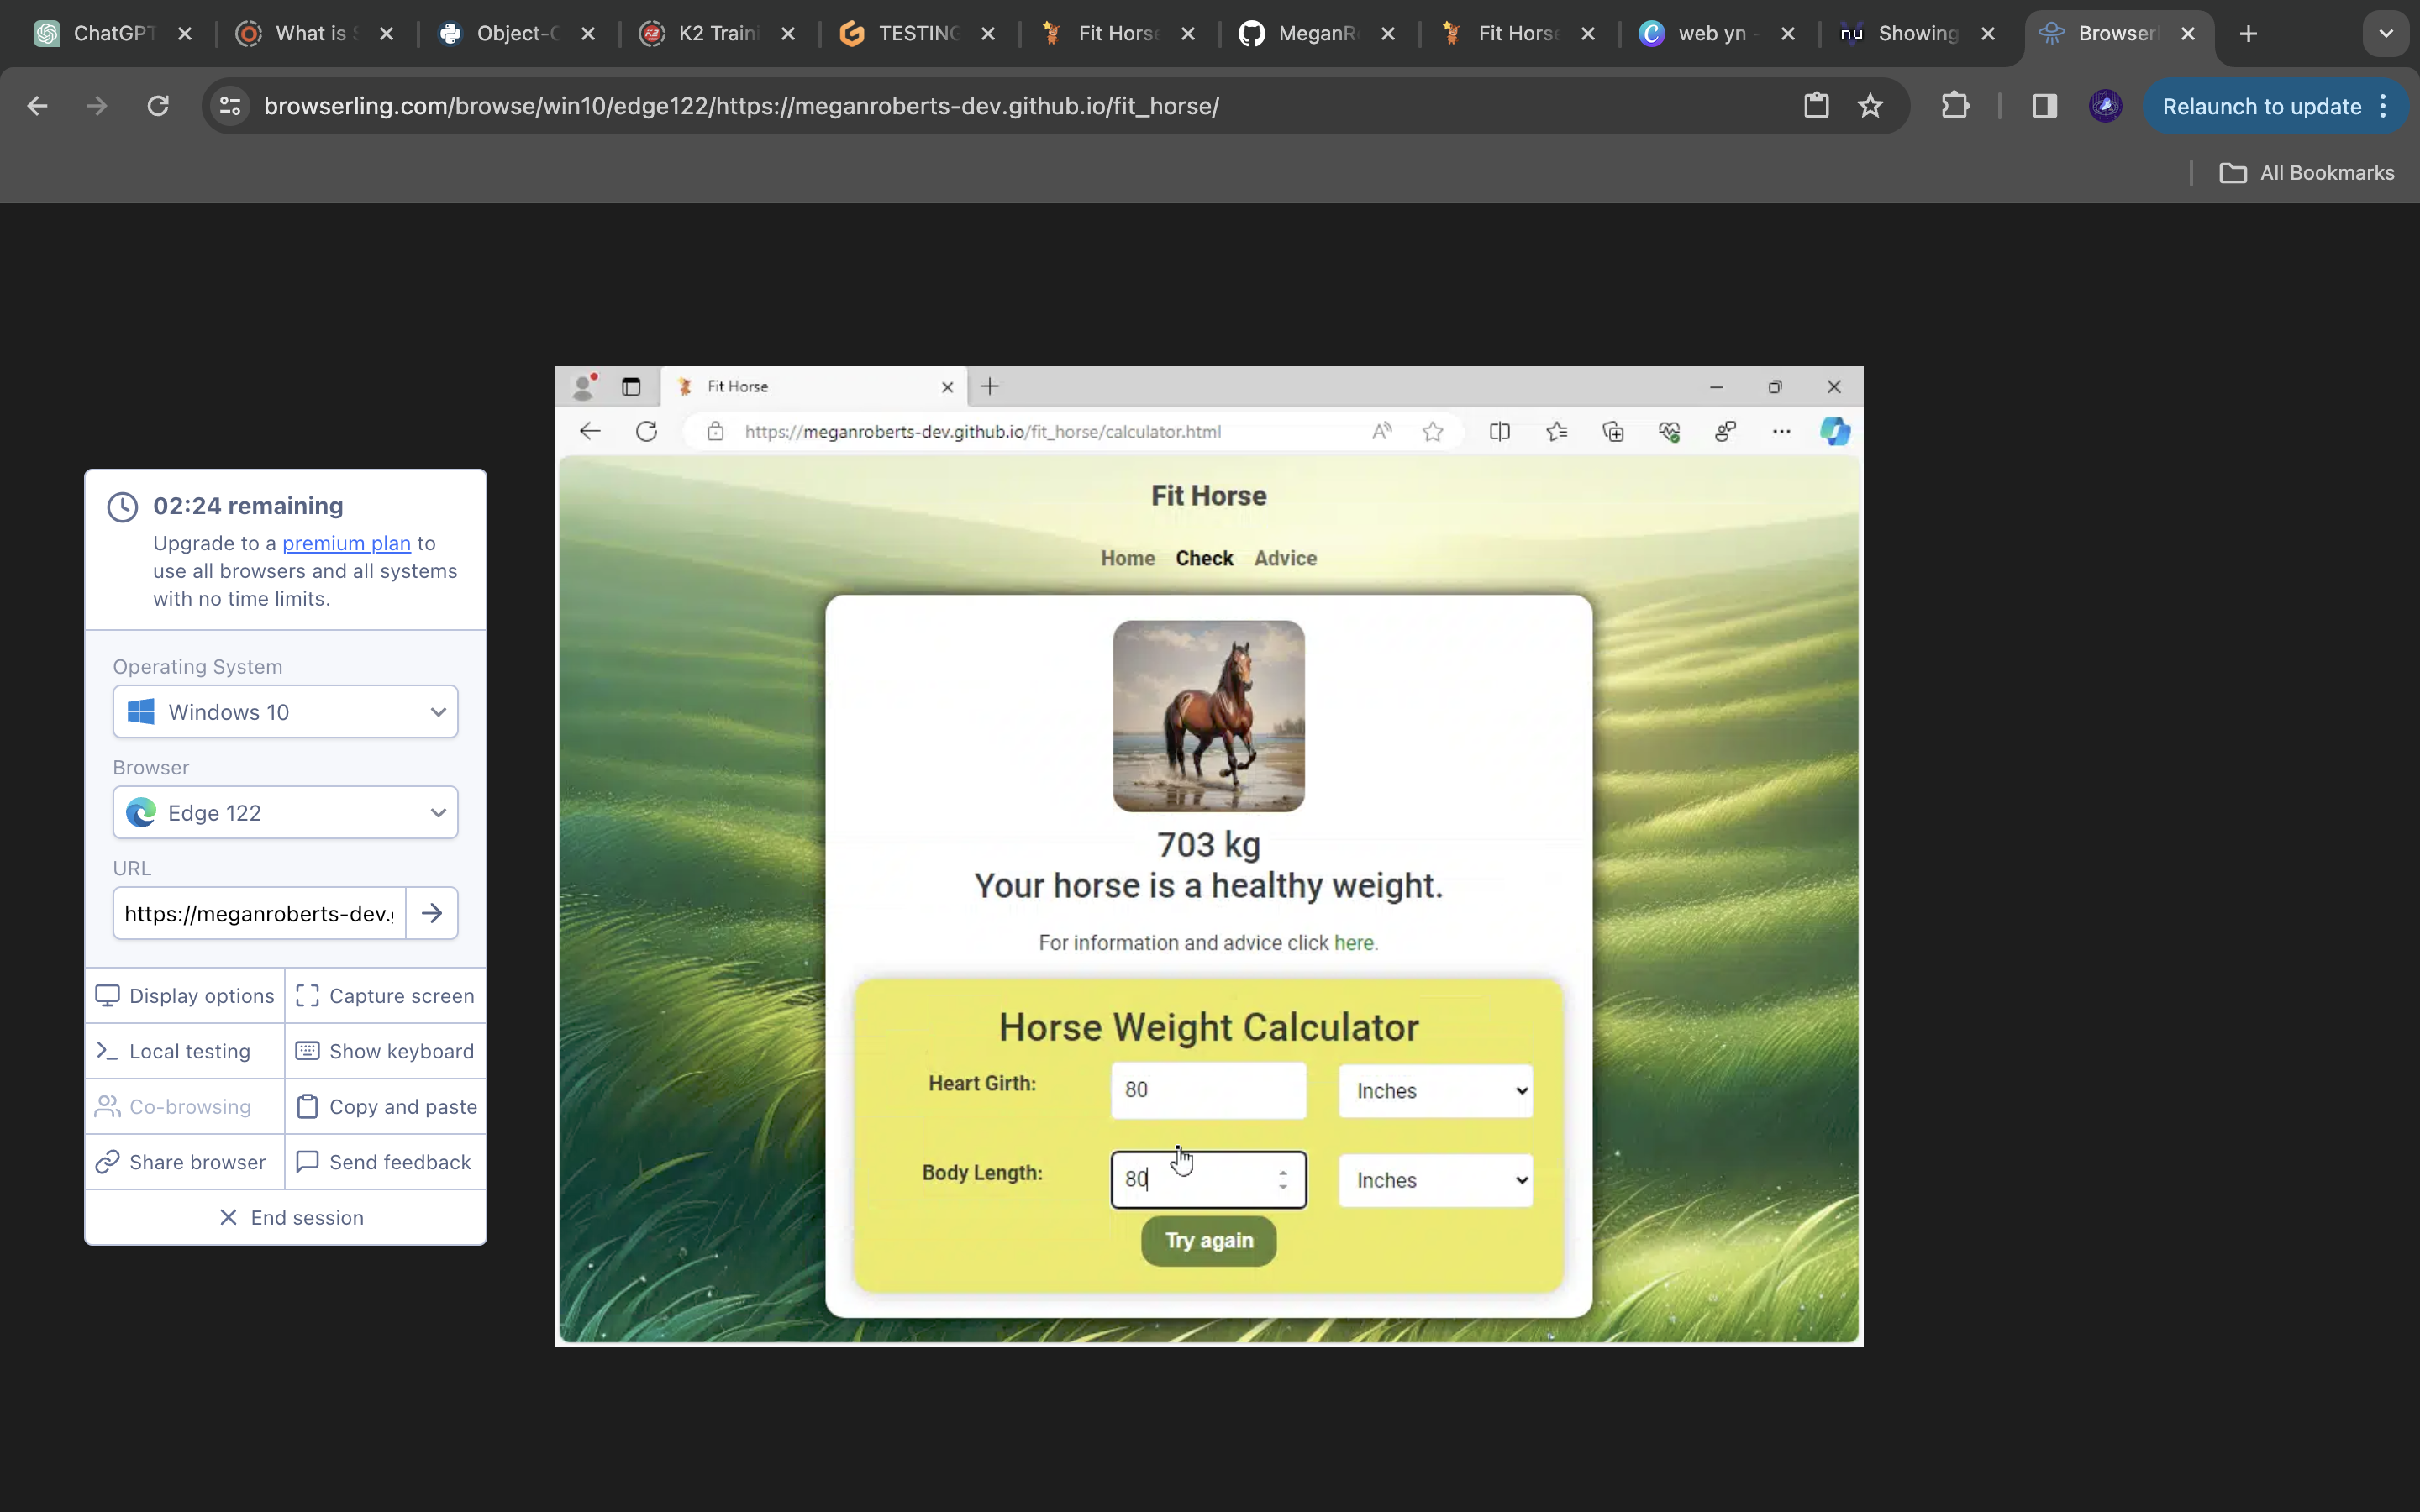 ChatGPT
What is
Object-
K2 Traini
TESTING
Fit Horse
MeganR
Fit Horse
web yn -
nu Showing
Browser
browserling.com/browse/win10/edge122/https://meganroberts-dev.github.io/fit_horse/
Relaunch to update
All Bookmarks
Fit Horse
https://meganroberts-dev.github.io/fit_horse/calculator.html
02:24 remaining
Upgrade to a premium plan to
use all browsers and all systems
with no time limits.
Operating System
Windows 10
Browser
Edge 122
URL
https://meganroberts-dev.
Display options
Capture screen
Local testing
Show keyboard
Co-browsing
Copy and paste
Share browser
Send feedback
End session
Fit Horse
Home Check Advice
703 kg
Your horse is a healthy weight.
For information and advice click here.
Horse Weight Calculator
Heart Girth: 80 Inches
Body Length: 80 Inches
Try again